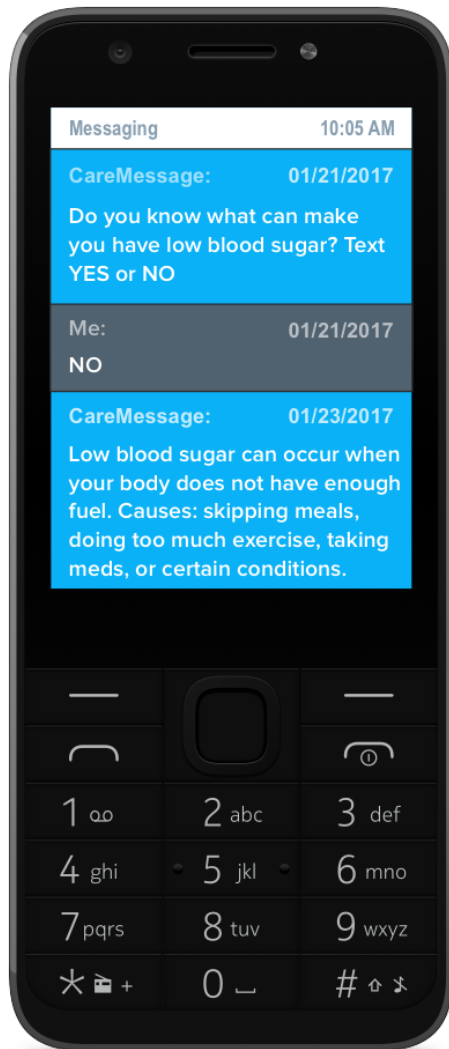 Messaging 10:05 AM
CareMessage: 01/21/2017
Do you know what can make
you have low blood sugar? Text
YES or NO
Me: 01/21/2017
NO
CareMessage: 01/23/2017
Low blood sugar can occur when
your body does not have enough
fuel. Causes: skipping meals,
doing too much exercise, taking
meds, or certain conditions.
1 2 abc 3 def
4 ghi 5 jkl 6 mno
7 pqrs 8 tuv 9 wxyz
* + 0 #